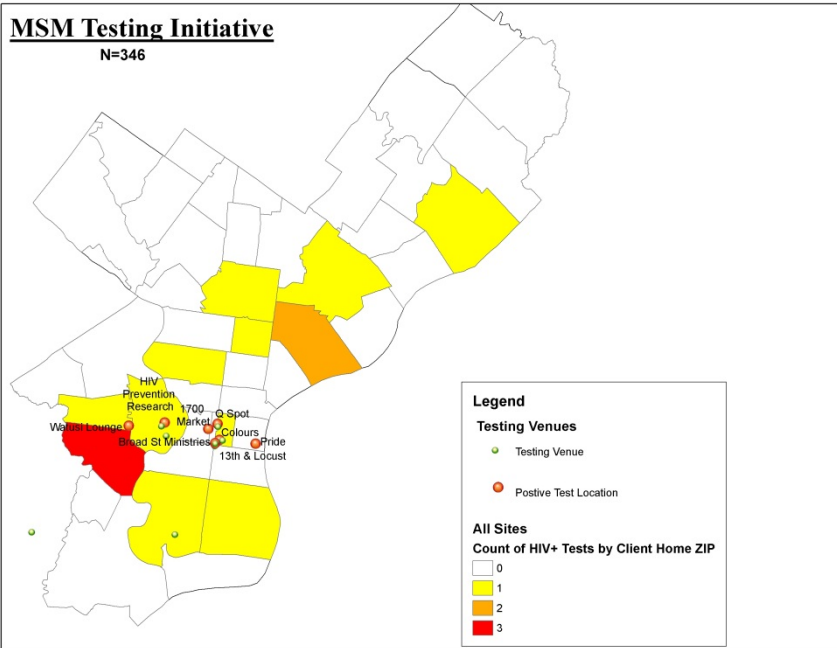 MSM Testing Initiative
N=346
HIV
Prevention
Research
1700
Market
Q Spot
Walusi Lounge
Colours
Broad St Ministries
Pride
13th & Locust
Legend
Testing Venues
Testing Venue
Postive Test Location
All Sites
Count of HIV+ Tests by Client Home ZIP
0
1
2
3